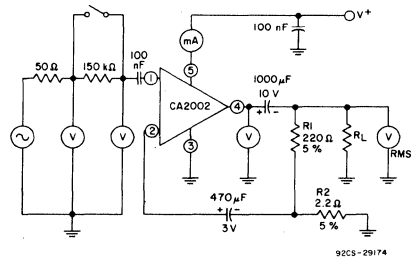 mA
100 nF
V+
50 Ω
150 kΩ
100
nF
1
5
CA2002
4
2
3
1000 µF
10 V
+
-
V
V
V
R1
220 Ω
5 %
RL
V
RMS
470 µF
+
-
3 V
R2
2.2 Ω
5 %
92CS-29174